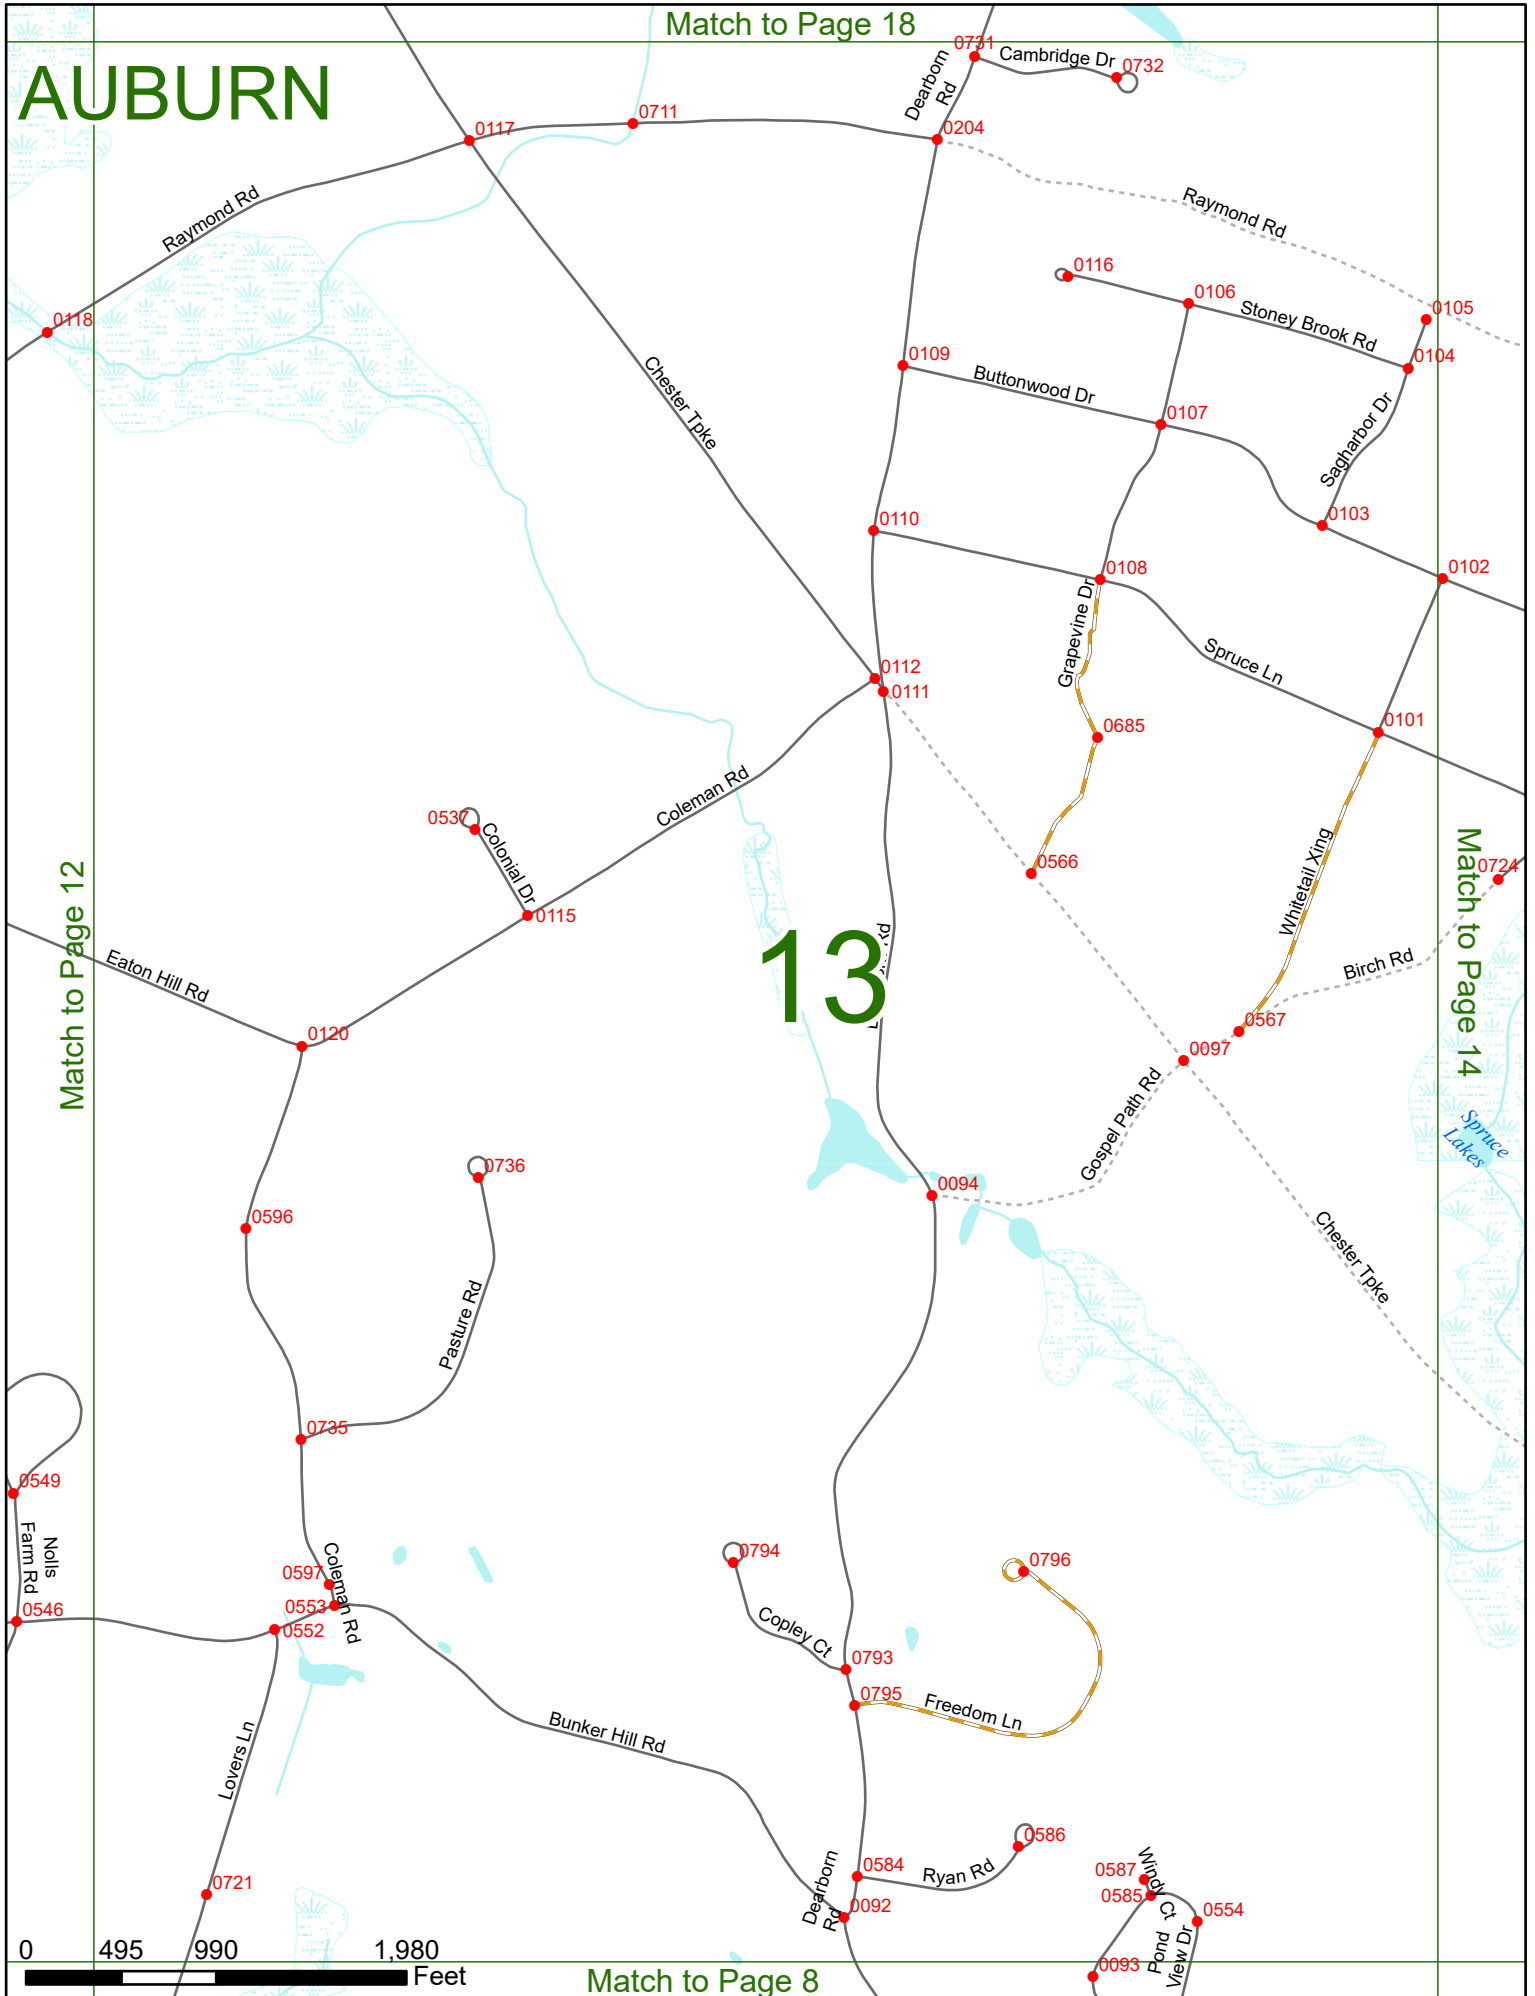 Match to Page 18
AUBURN
0731
Cambridge Dr
0732
Dearborn
Rd
0117
0711
0204
Raymond Rd
Raymond Rd
0118
0116
0106
Stoney Brook Rd
0105
0104
0109
Buttonwood Dr
Chester Tpke
0107
Sagharbor Dr
0103
0110
0108
0102
Grapevine Dr
Spruce Ln
0112
0111
0685
0101
Coleman Rd
0537
Colonial Dr
0566
Whitetail Xing
0724
Match to Page 12
Match to Page 14
0115
13
Rd
Eaton Hill Rd
Birch Rd
0120
0567
0097
Gospel Path Rd
Spruce
Lakes
0736
0094
0596
Chester Tpke
Pasture Rd
0735
0549
Nolls
Farm Rd
0794
0796
0597
Coleman Rd
0553
0546
0552
Copley Ct
0793
0795
Freedom Ln
Bunker Hill Rd
Lovers Ln
0586
0584
Ryan Rd
Windy Ct
0587
0585
0721
Dearborn
Rd
0092
0554
Pond
View Dr
0093
0 495 990 1,980
Feet
Match to Page 8